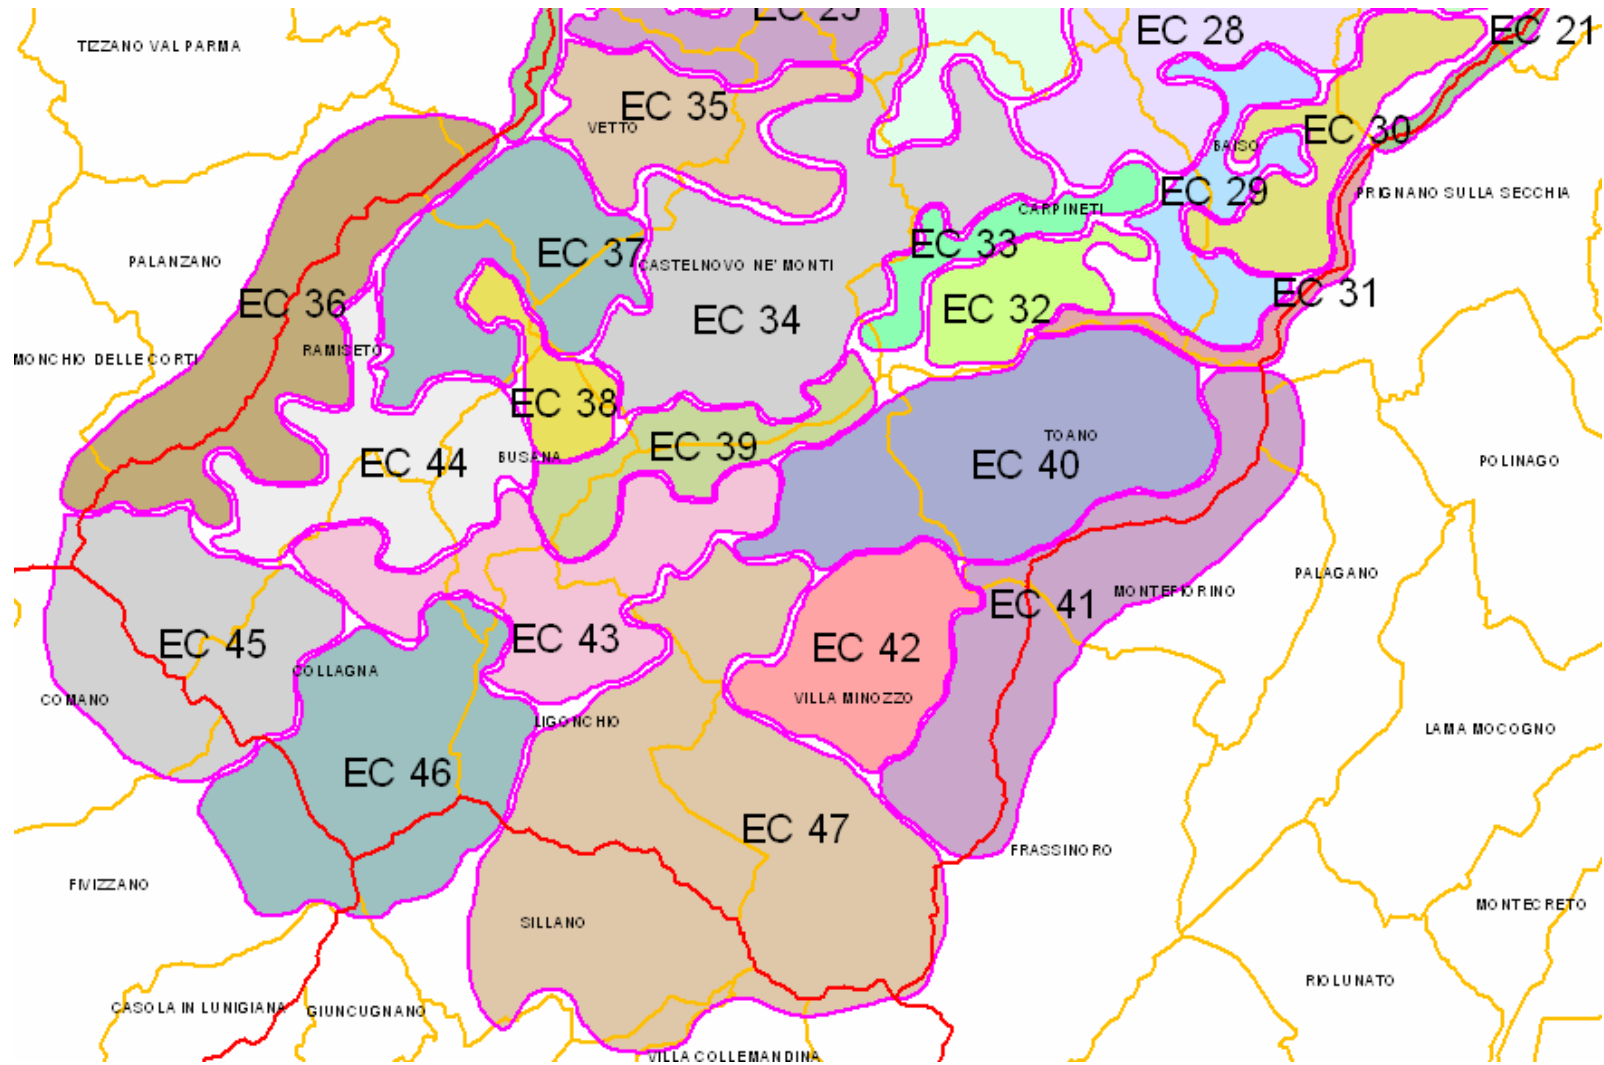 EC 25
EC 28
EC 21
TIZZANO VAL PARMA
EC 35
VETTO
EC 30
BAISO
EC 29
PRIGNANO SULLA SECCHIA
CARPINETI
EC 33
EC 37
PALANZANO
CASTELNOVO NE' MONTI
EC 31
EC 36
EC 32
EC 34
RAMISETO
MONCHIO DELLE CORTI
EC 38
TOANO
EC 39
BUSANA
EC 44
EC 40
POLINAGO
PALAGANO
MONTEFIORINO
EC 41
EC 43
EC 45
EC 42
COLLAGNA
COMANO
VILLA MINOZZO
LIGONCHIO
LAMA MOCOGNO
EC 46
EC 47
FRASSINORO
FIVIZZANO
MONTECRETO
SILLANO
RIOLUNATO
CASOLA IN LUNIGIANA
GIUNCUGNANO
VILLA COLLEMANDINA